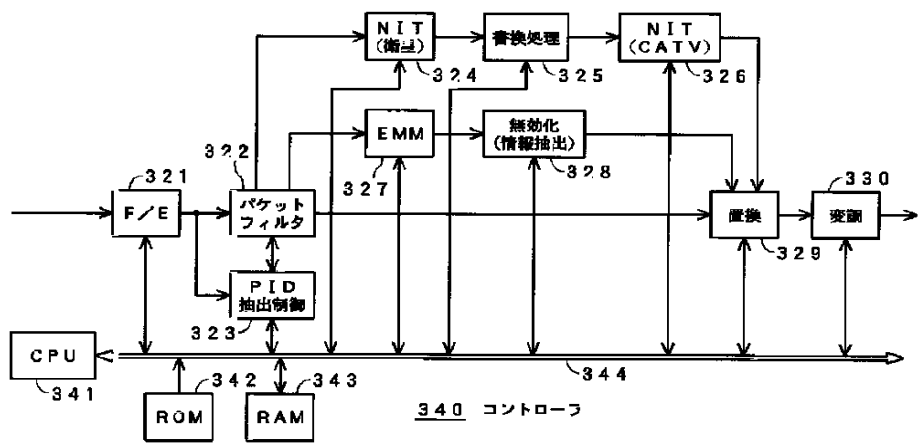 NIT
(衛星)
324
書換処理
325
NIT
(CATV)
326
EMM
327
無効化
(情報抽出)
328
321
F/E
322
パケット
フィルタ
置換
329
330
変調
PID
抽出制御
323
CPU
341
344
342
ROM
343
RAM
340 コントローラ